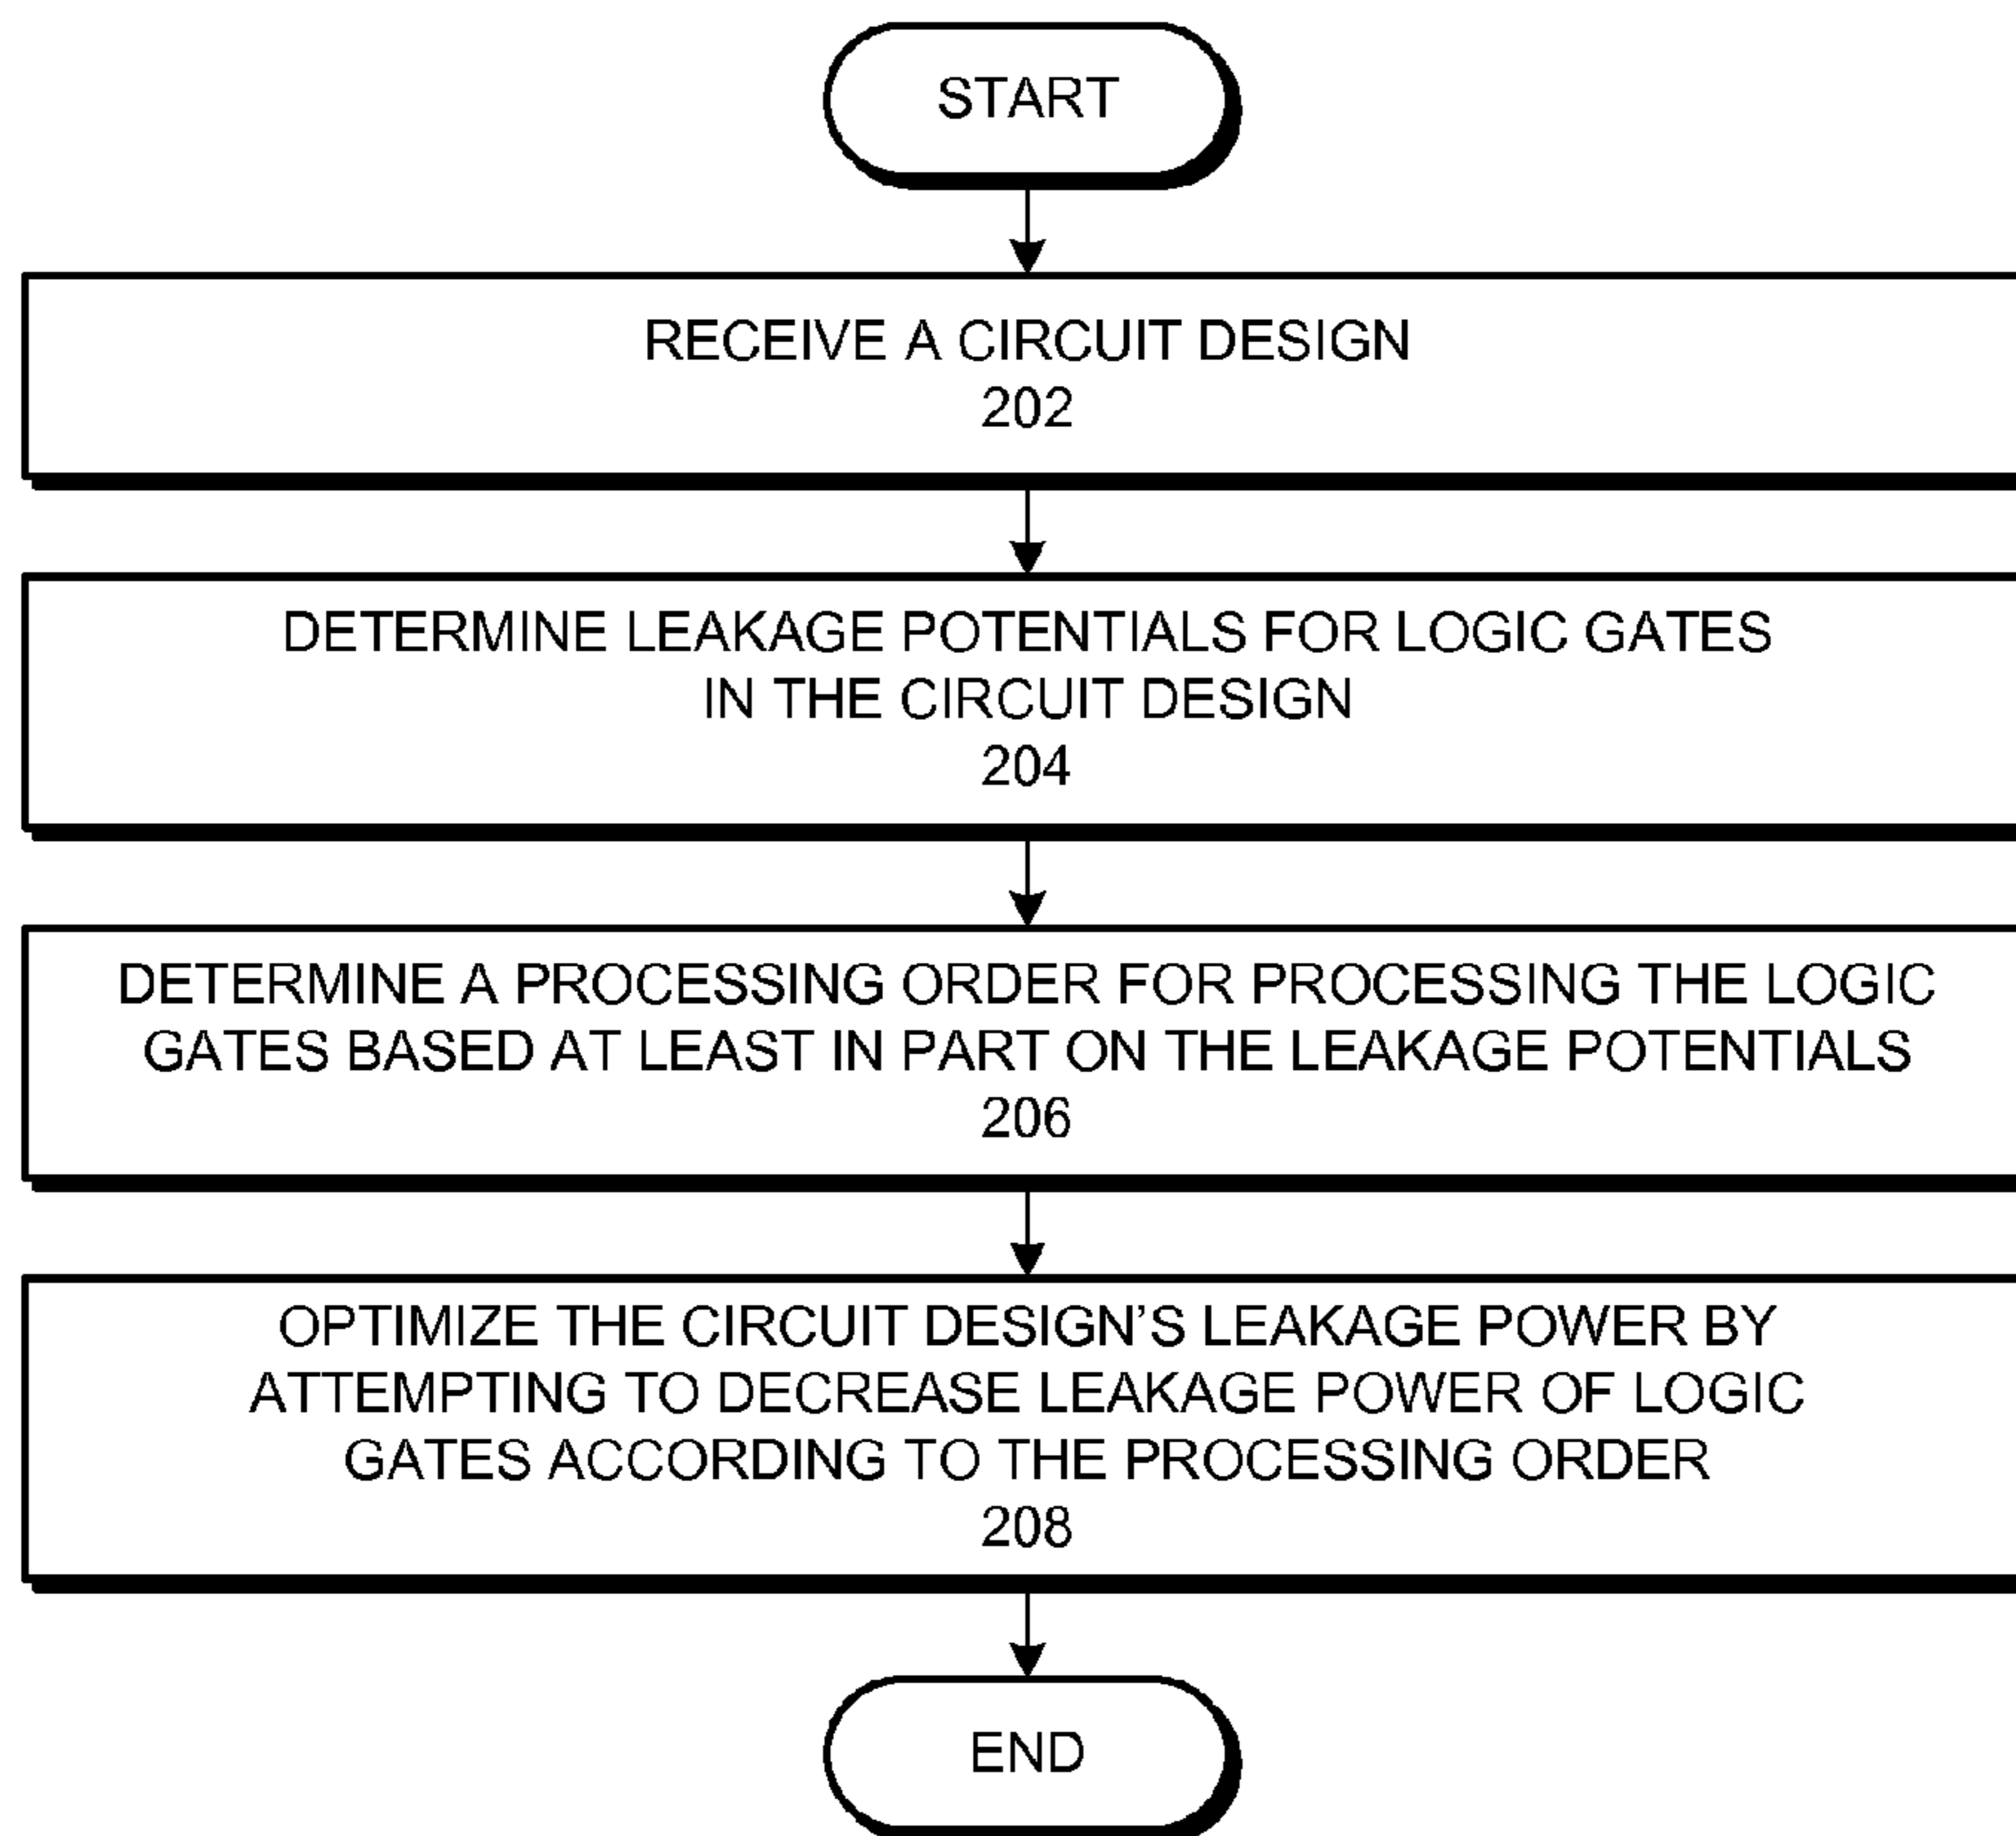 START
RECEIVE A CIRCUIT DESIGN
202
DETERMINE LEAKAGE POTENTIALS FOR LOGIC GATES
IN THE CIRCUIT DESIGN
204
DETERMINE A PROCESSING ORDER FOR PROCESSING THE LOGIC
GATES BASED AT LEAST IN PART ON THE LEAKAGE POTENTIALS
206
OPTIMIZE THE CIRCUIT DESIGN’S LEAKAGE POWER BY
ATTEMPTING TO DECREASE LEAKAGE POWER OF LOGIC
GATES ACCORDING TO THE PROCESSING ORDER
208
END